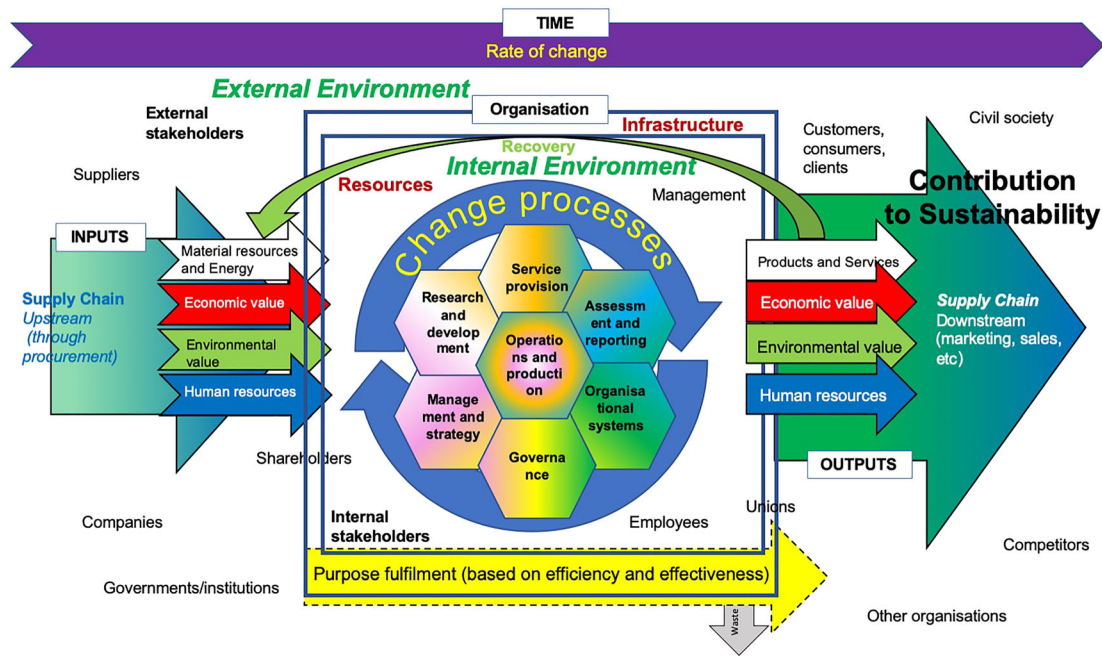 TIME
Rate of change
External Environment
External
stakeholders
Organisation
Infrastructure
Customers,
consumers,
clients
Civil society
Recovery
Internal Environment
Suppliers
Resources
Management
Contribution
to Sustainability
Change processes
INPUTS
Material resources
and Energy
Economic value
Environmental
value
Human resources
Supply Chain
Upstream
(through
procurement)
Service
provision
Research
and
develop
ment
Assessm
ent and
reporting
Operatio
ns and
producti
on
Manage
ment and
strategy
Organisa
tional
systems
Governa
nce
Products and Services
Economic value
Environmental value
Human resources
Supply Chain
Downstream
(marketing, sales,
etc)
Shareholders
OUTPUTS
Companies
Internal
stakeholders
Employees
Unions
Competitors
Governments/institutions
Purpose fulfilment (based on efficiency and effectiveness)
Waste
Other organisations